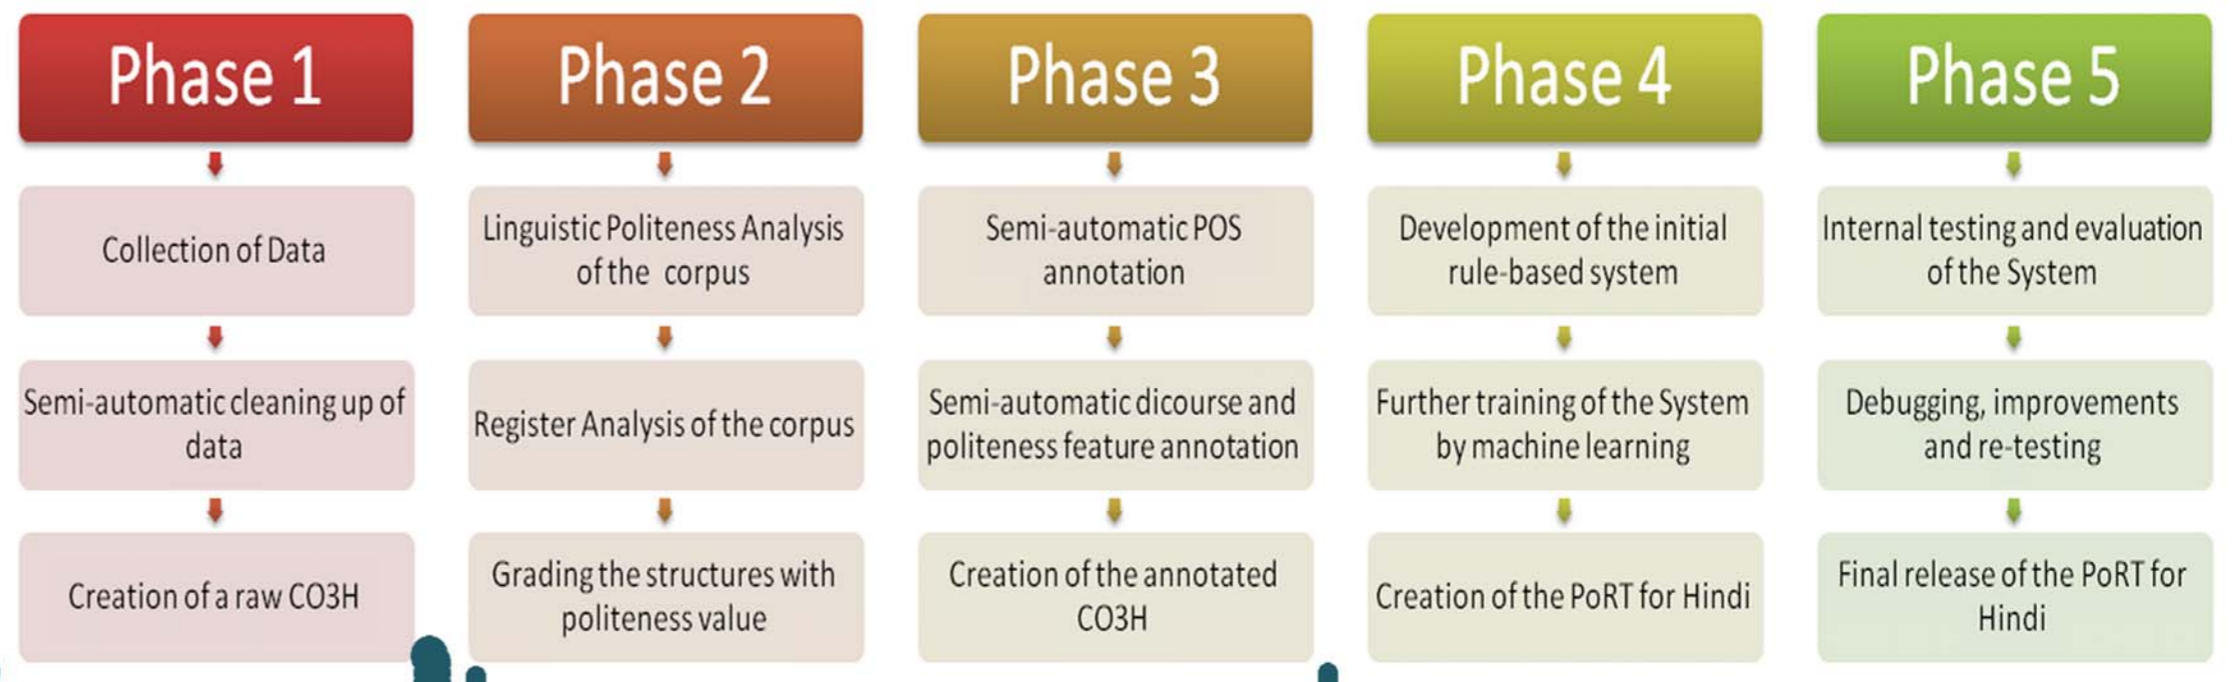 Phase 1
Collection of Data
Semi-automatic cleaning up of
data
Creation of a raw CO3H
Phase 2
Linguistic Politeness Analysis
of the corpus
Register Analysis of the corpus
Grading the structures with
politeness value
Phase 3
Semi-automatic POS
annotation
Semi-automatic dicourse and
politeness feature annotation
Creation of the annotated
CO3H
Phase 4
Development of the initial
rule-based system
Further training of the System
by machine learning
Creation of the PoRT for Hindi
Phase 5
Internal testing and evaluation
of the System
Debugging, improvements
and re-testing
Final release of the PoRT for
Hindi